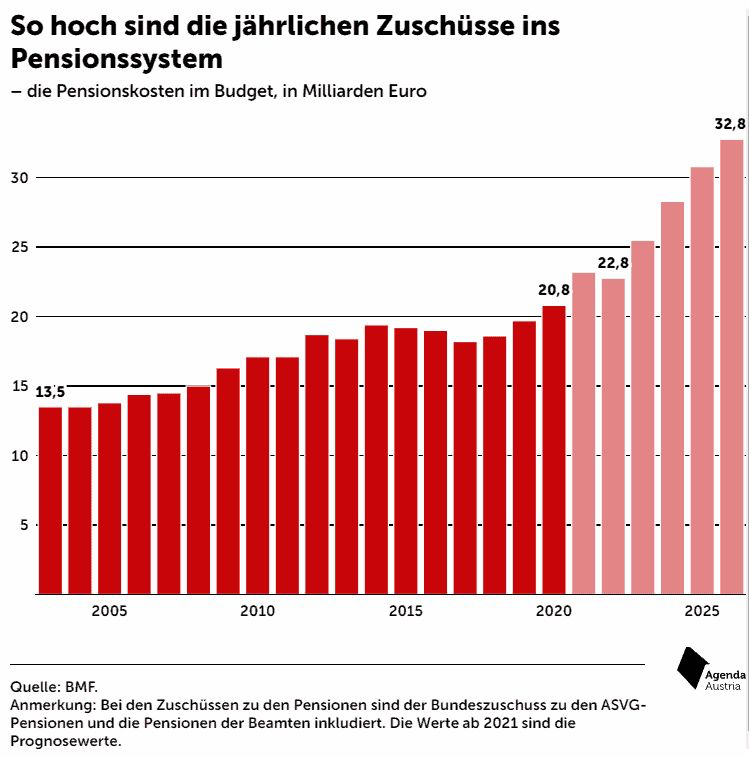 So hoch sind die jährlichen Zuschüsse ins
Pensionssystem
– die Pensionskosten im Budget, in Milliarden Euro
32,8
30
25
22,8
20,8
20
15
13,5
10
5
2005 2010 2015 2020 2025
Agenda
Austria
Quelle: BMF.
Anmerkung: Bei den Zuschüssen zu den Pensionen sind der Bundeszuschuss zu den ASVG-
Pensionen und die Pensionen der Beamten inkludiert. Die Werte ab 2021 sind die
Prognosewerte.